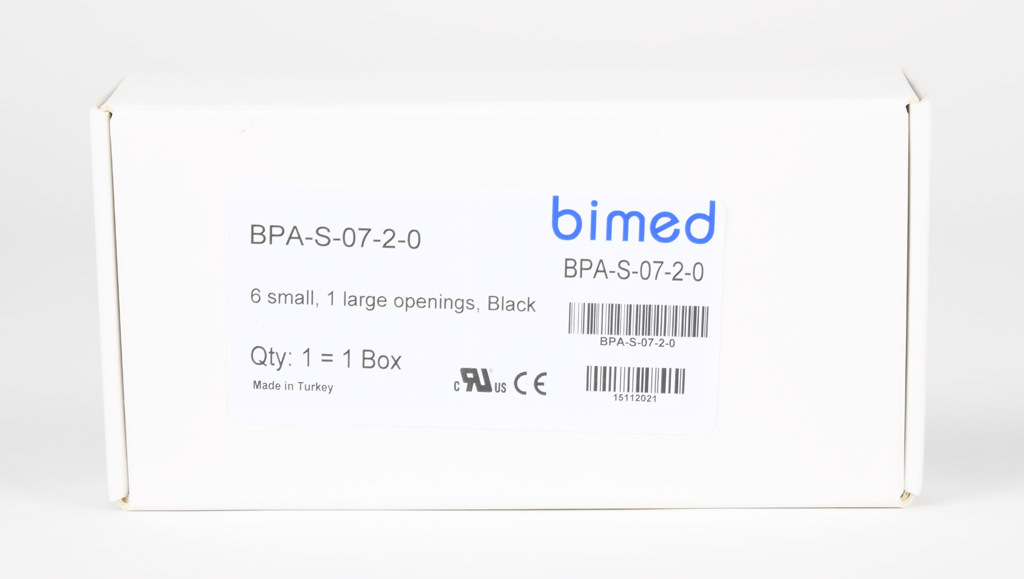 BPA-S-07-2-0
6 small, 1 large openings, Black
Qty: 1 = 1 Box
Made in Turkey
c RU US CE
bimed
BPA-S-07-2-0
BPA-S-07-2-0
15112021